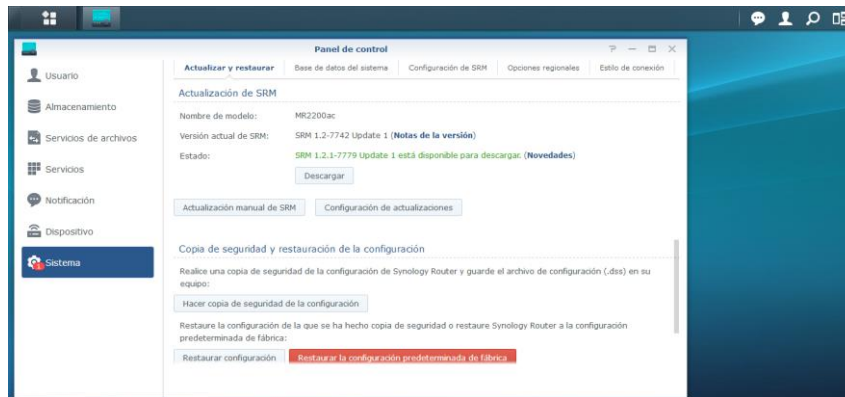 Panel de control
Actualizar y restaurar Base de datos del sistema Configuración de SRM Opciones regionales Estilo de conexión
Usuario
Almacenamiento
Servicios de archivos
Servicios
Notificación
Dispositivo
Sistema
1
Actualización de SRM
Nombre de modelo: MR2200ac
Versión actual de SRM: SRM 1.2-7742 Update 1 (Notas de la versión)
Estado: SRM 1.2.1-7779 Update 1 está disponible para descargar. (Novedades)
Descargar
Actualización manual de SRM Configuración de actualizaciones
Copia de seguridad y restauración de la configuración
Realice una copia de seguridad de la configuración de Synology Router y guarde el archivo de configuración (.dss) en su
equipo:
Hacer copia de seguridad de la configuración
Restaure la configuración de la que se ha hecho copia de seguridad o restaure Synology Router a la configuración
predeterminada de fábrica:
Restaurar configuración Restaurar la configuración predeterminada de fábrica